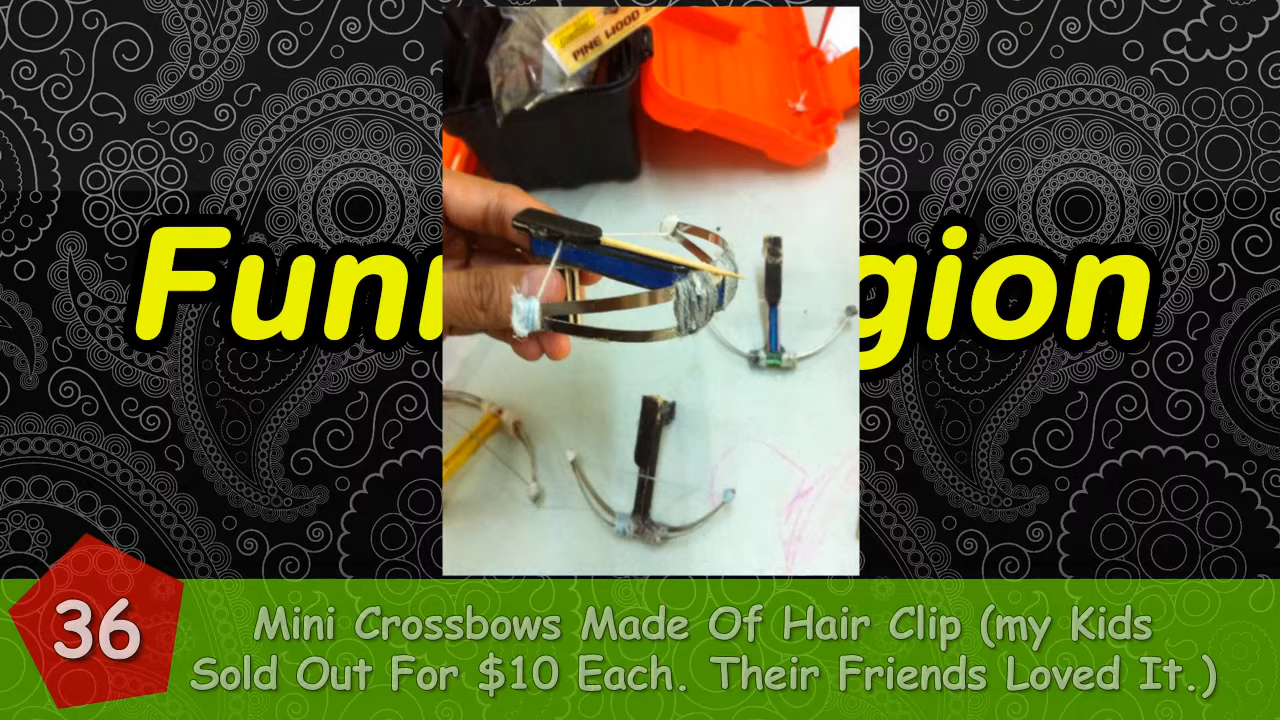 PINE WOOD
Funn gion
36
Mini Crossbows Made Of Hair Clip (my Kids
Sold Out For $10 Each. Their Friends Loved It.)